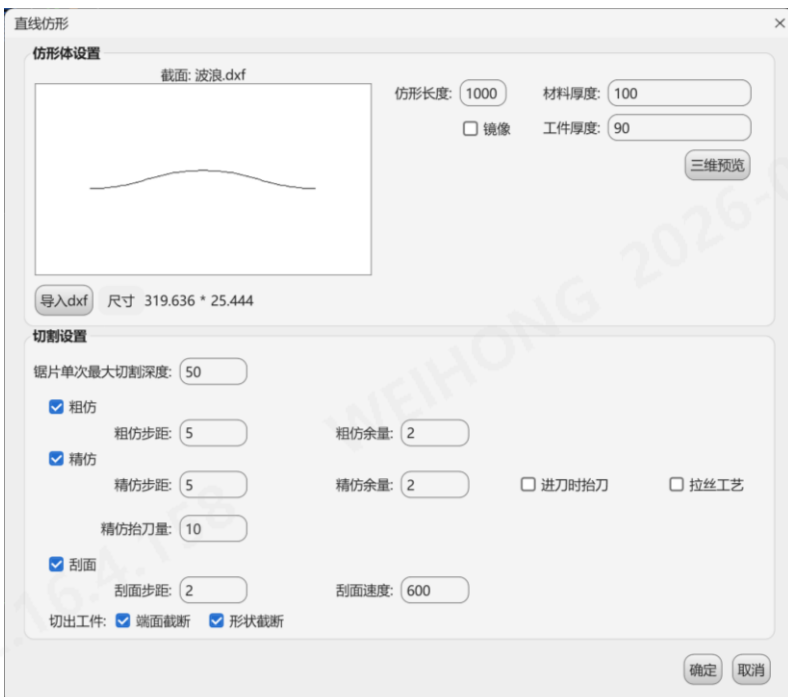 直线仿形
仿形体设置
截面: 波浪.dxf
仿形长度: 1000 材料厚度: 100
镜像 工件厚度: 90
三维预览
导入dxf 尺寸 319.636 * 25.444
切割设置
锯片单次最大切割深度: 50
粗仿
粗仿步距: 5 粗仿余量: 2
精仿
精仿步距: 5 精仿余量: 2 进刀时抬刀 拉丝工艺
精仿抬刀量: 10
刮面
刮面步距: 2 刮面速度: 600
切出工件: 端面截断 形状截断
确定 取消
WEIHONG 2026-0
.16.4.158